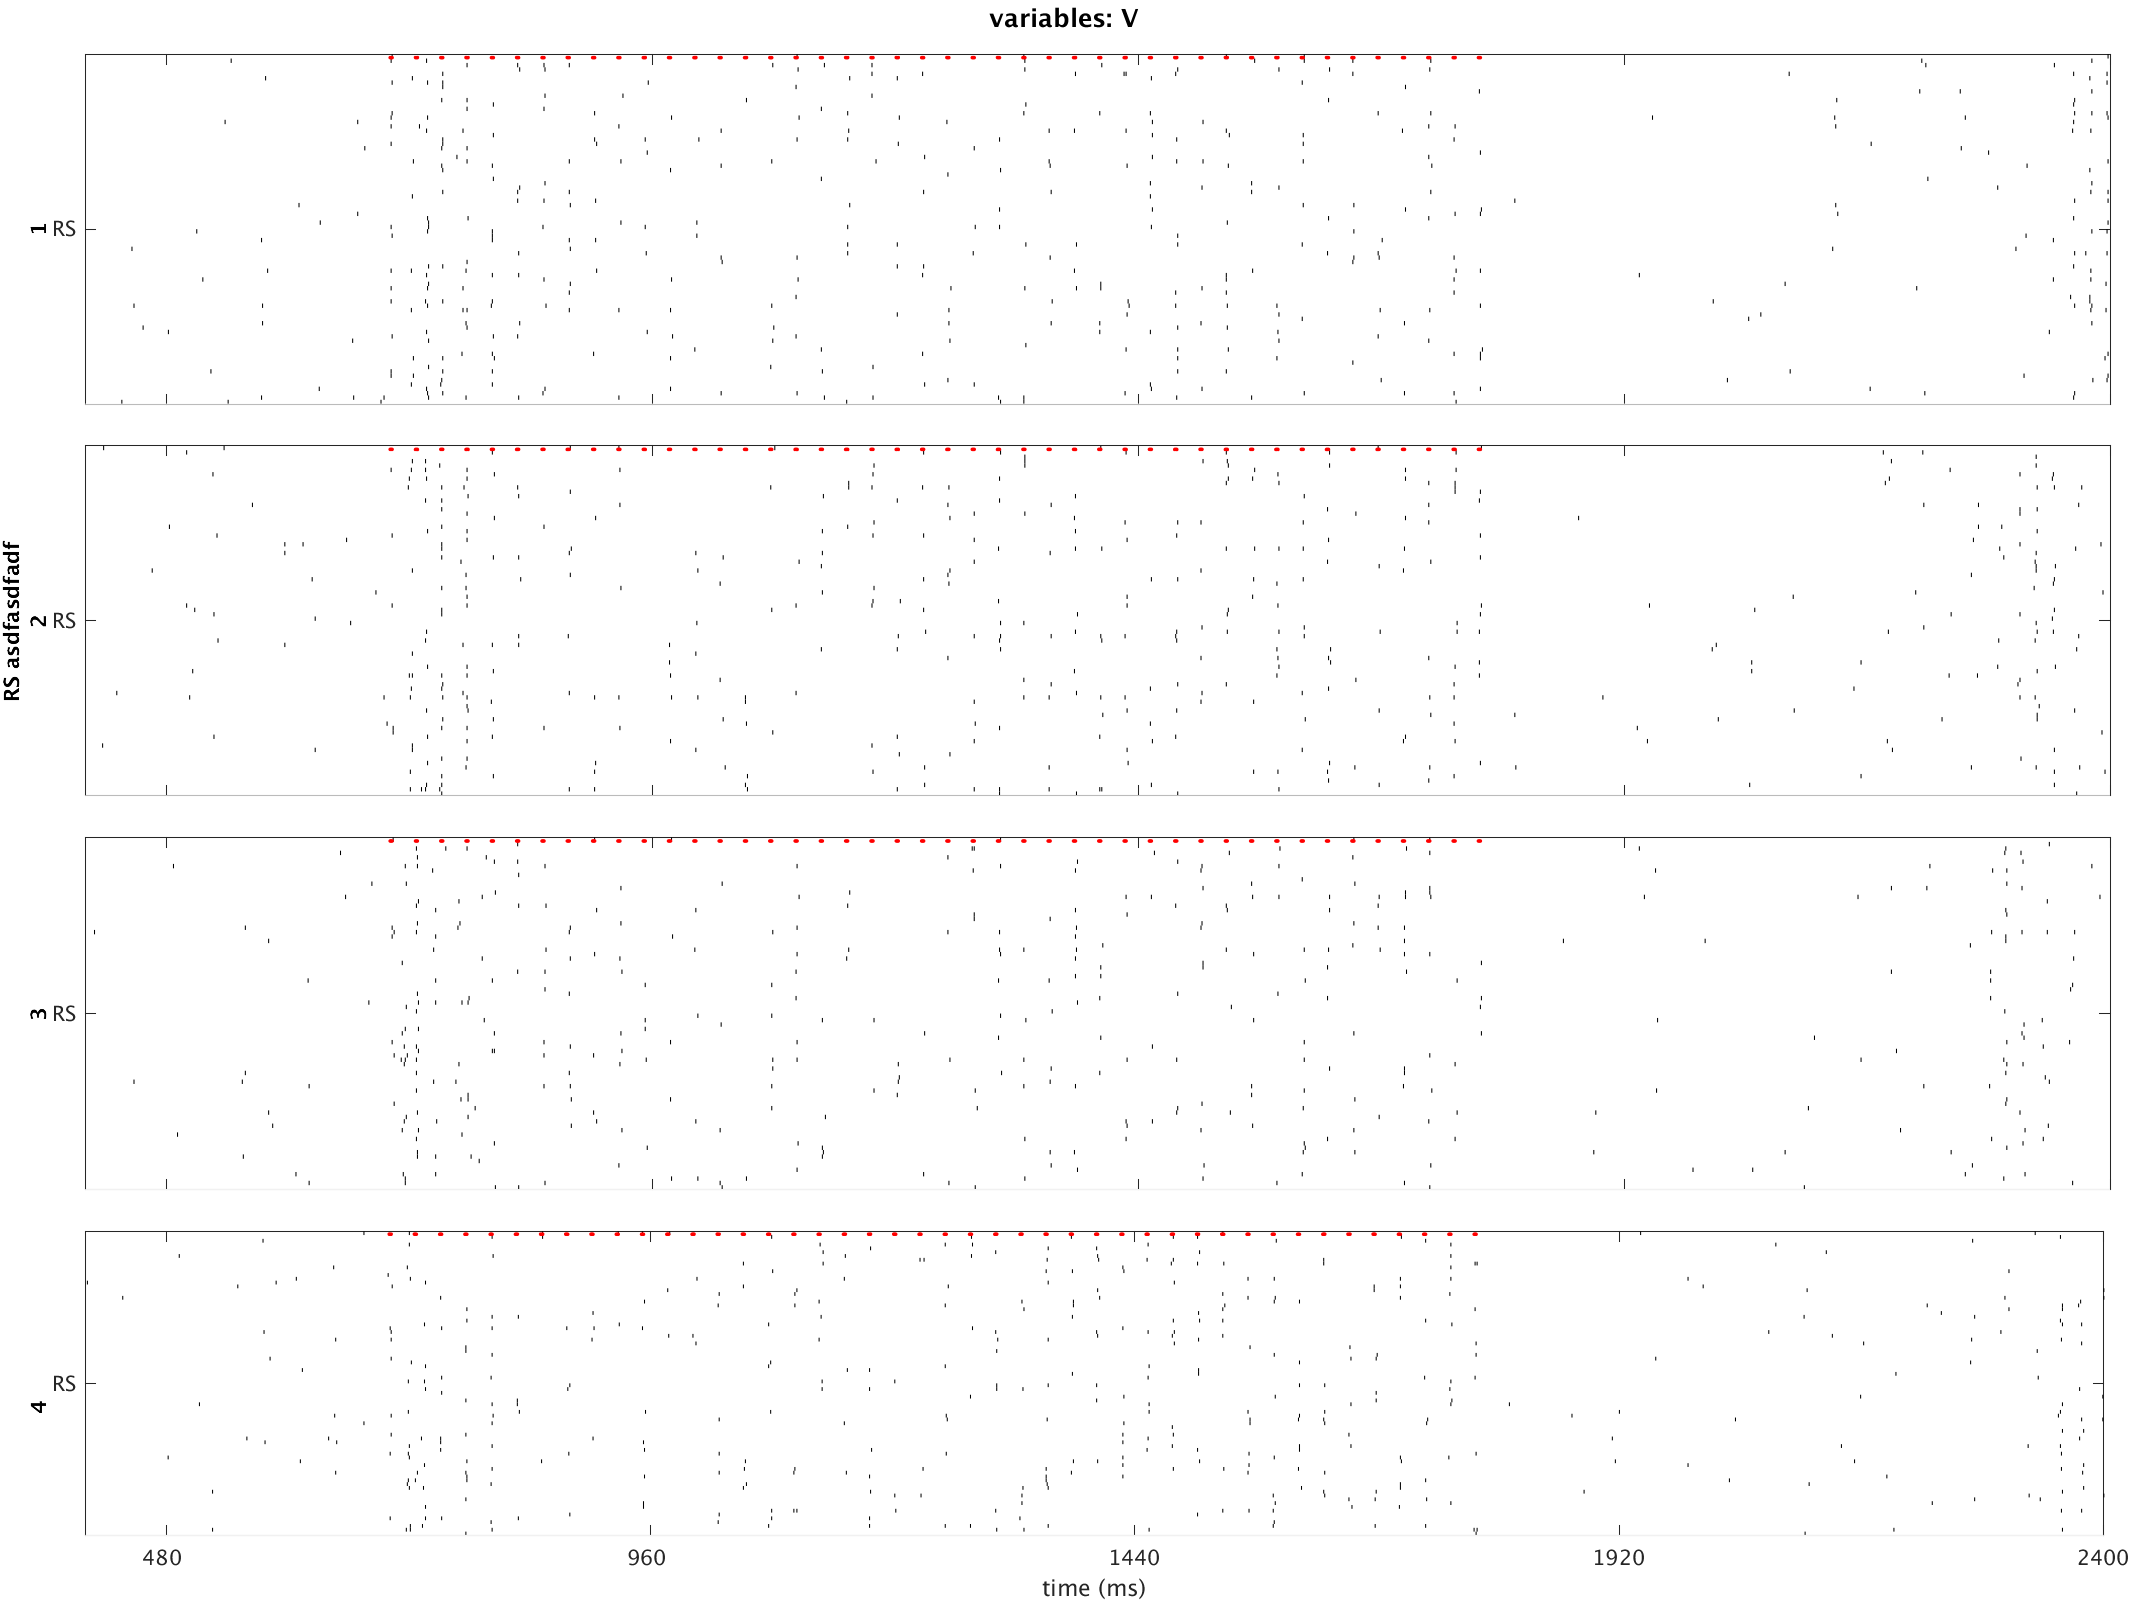 variables: V
1 RS
RS asdfasdfadf
2 RS
3 RS
4 RS
480 960 1440 1920 2400
time (ms)